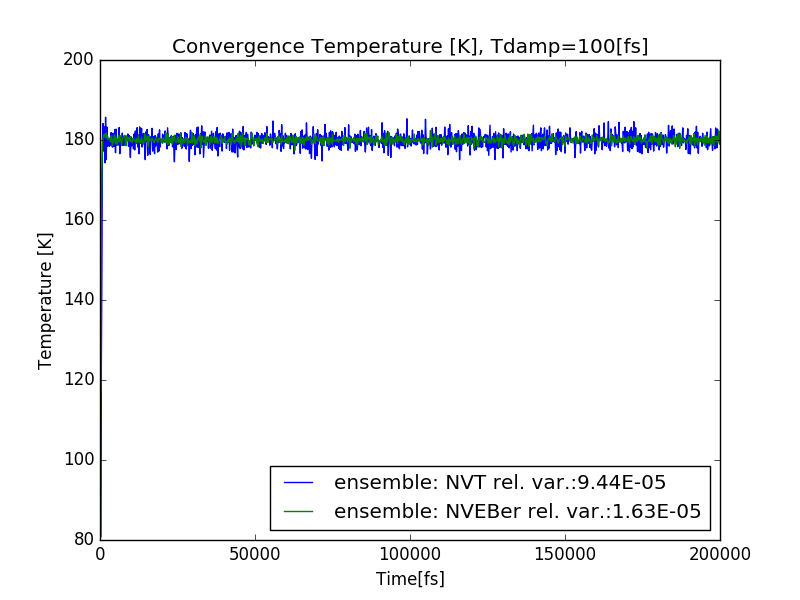 Convergence Temperature [K], Tdamp=100[fs]
200
180
160
140
120
100
80
Temperature [K]
ensemble: NVT rel. var.:9.44E-05
ensemble: NVEBer rel. var.:1.63E-05
0 50000 100000 150000 200000
Time[fs]